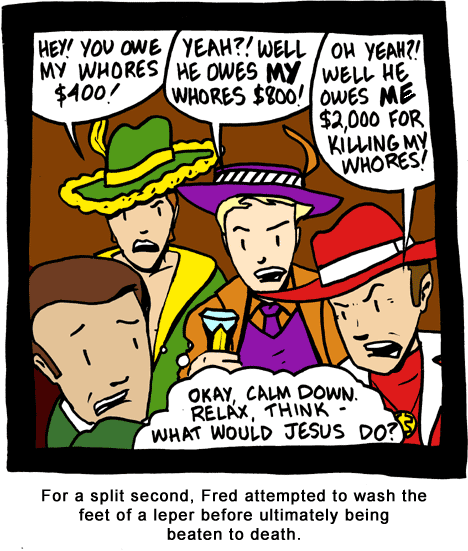 HEY! YOU OWE
MY WHORES
$400!
YEAH?! WELL
HE OWES MY
WHORES $800!
OH YEAH?!
WELL HE
OWES ME
$2,000 FOR
KILLING MY
WHORES!
OKAY, CALM DOWN.
RELAX, THINK -
WHAT WOULD JESUS DO?
$
For a split second, Fred attempted to wash the
feet of a leper before ultimately being
beaten to death.